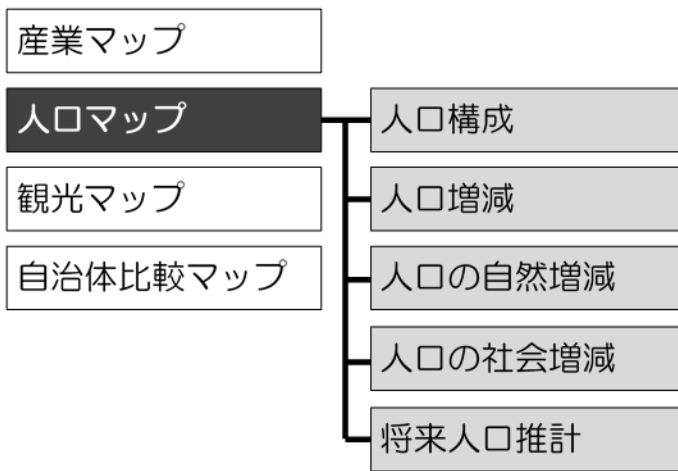 産業マップ
人口マップ
観光マップ
自治体比較マップ
人口構成
人口増減
人口の自然増減
人口の社会増減
将来人口推計